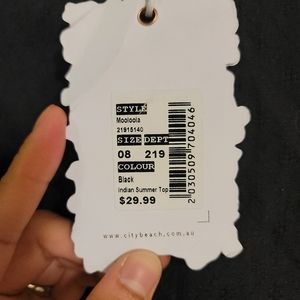 STYLE
Mooloola
21915140
SIZE DEPT
08 219
COLOUR
Black
Indian Summer Top
$29.99
2030509704046
www.citybeach.com.au